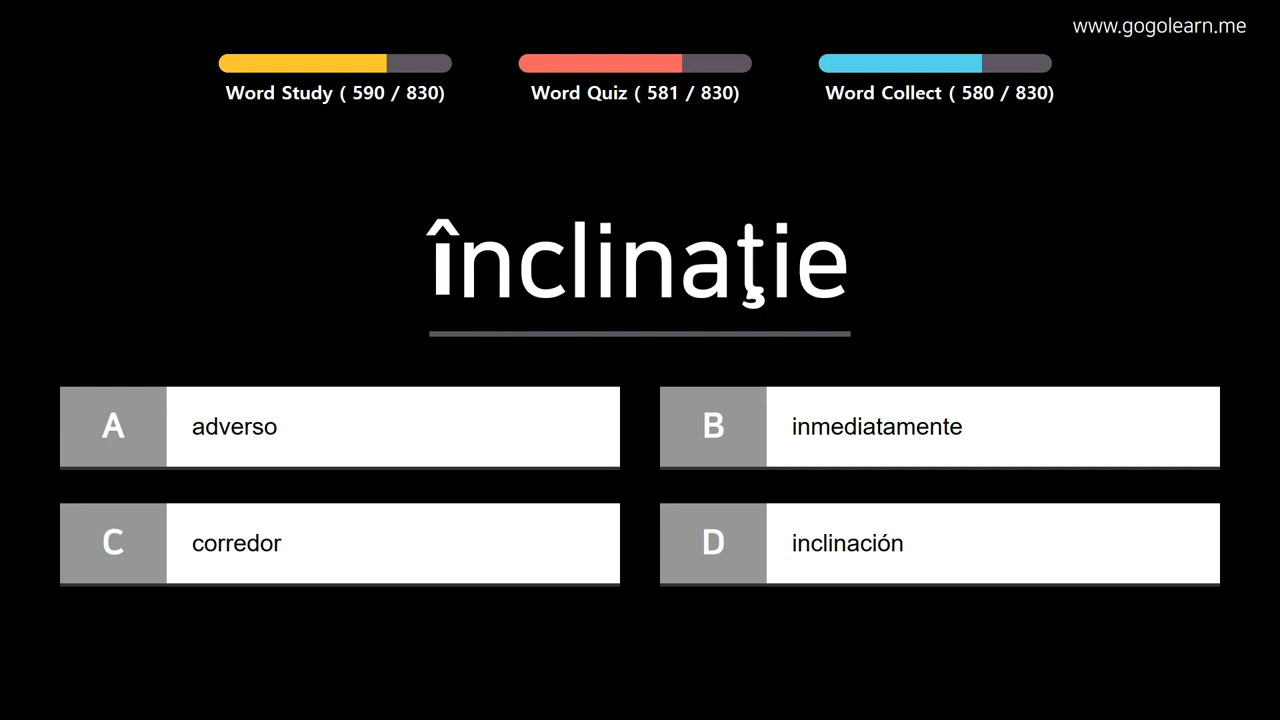 www.gogolearn.me
Word Study ( 590 / 830)
Word Quiz ( 581 / 830)
Word Collect ( 580 / 830)
înclinaţie
A adverso
B inmediatamente
C corredor
D inclinación